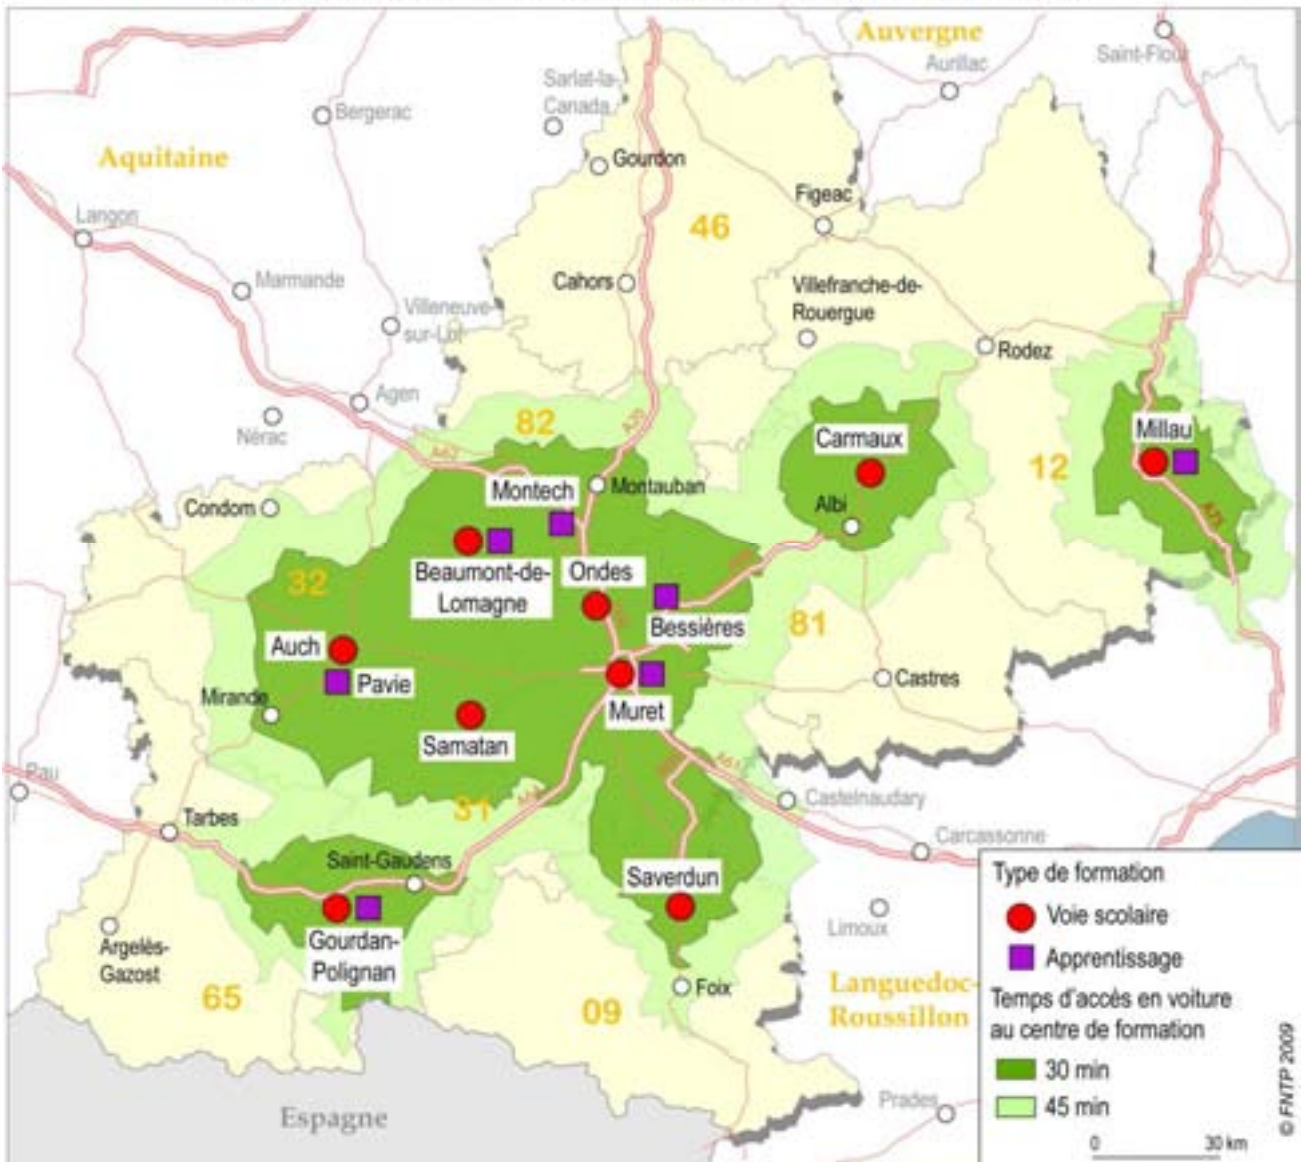 Auvergne
Saint-Flour
Aurillac
Sarlat-la-
Canada
Bergerac
Aquitaine
Gourdon
Figeac
Langon
46
Cahors
Marmande
Villefranche-de-
Rouergue
Villeneuve-
sur-Lot
Rodez
Agen
Nérac
82
A20
A62
Carmaux
Millau
12
Montech
Montauban
Condom
Albi
A75
Beaumont-de-
Lomagne
Ondes
32
Bessières
81
Auch
Pavie
Castres
Mirande
Muret
Samatan
Pau
A61
31
Castelnaudary
Tarbes
Carcassonne
Saint-Gaudens
Saverdun
Type de formation
Voie scolaire
Apprentissage
Limoux
Argelès-
Gazost
Gourdan-
Polignan
65
Foix
09
Languedoc-
Roussillon
Temps d'accès en voiture
au centre de formation
30 min
45 min
Espagne
Prades
0 30 km
© FNTP 2009